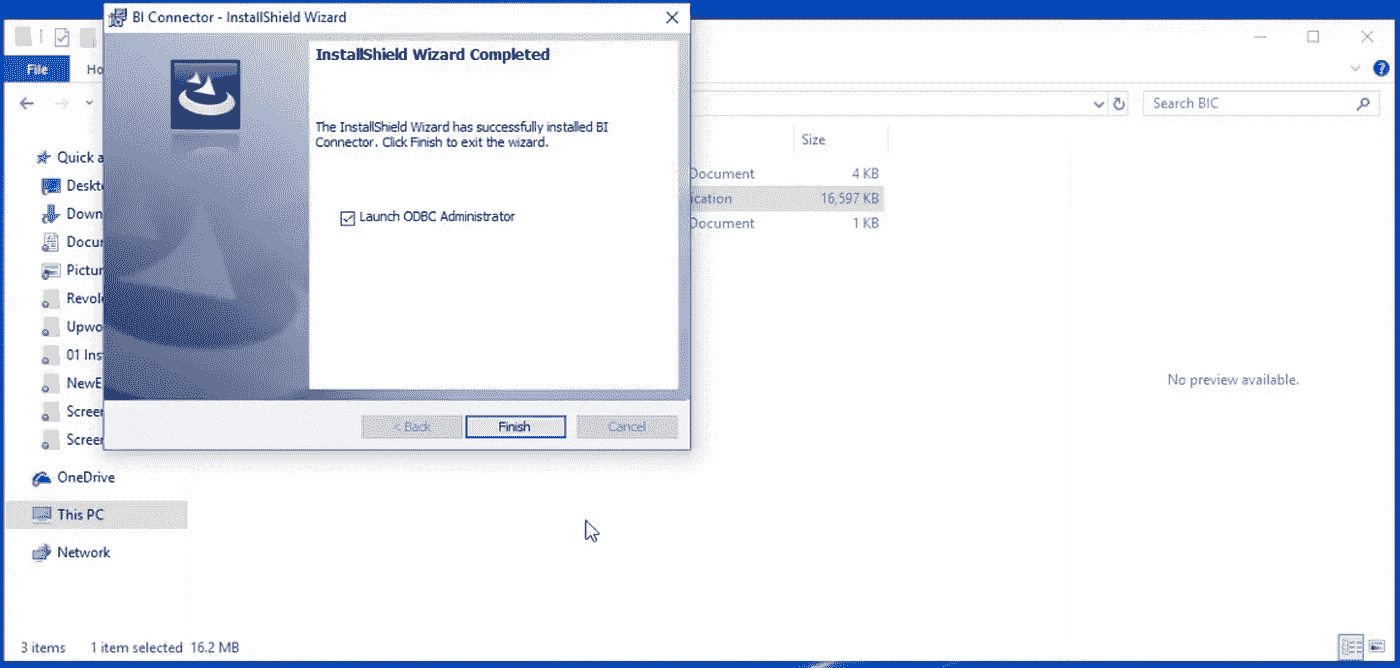 BI Connector - InstallShield Wizard
InstallShield Wizard Completed
The InstallShield Wizard has successfully installed BI
Connector. Click Finish to exit the wizard.
Launch ODBC Administrator
< Back
Finish
Cancel
File
Ho
?
Search BIC
Size
Document 4 KB
ication 16,597 KB
Document 1 KB
Quick a
Deskt
Down
Docu
Pictur
Revol
Upwo
01 Ins
NewE
Screen
Screen
OneDrive
This PC
Network
No preview available.
3 items 1 item selected 16.2 MB